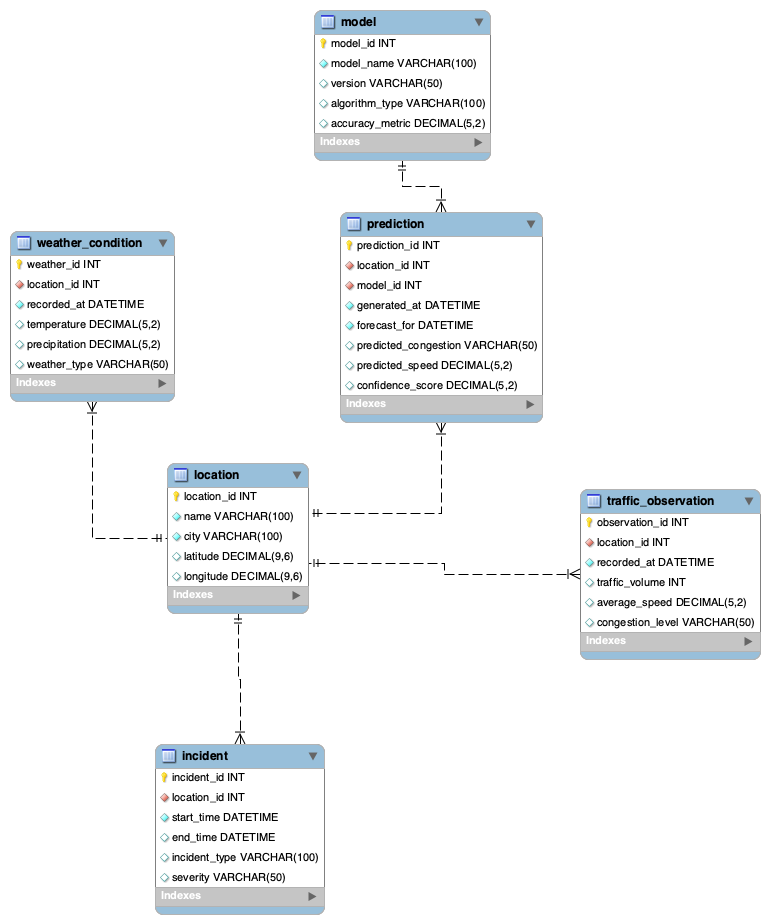 model
model_id INT
model_name VARCHAR(100)
version VARCHAR(50)
algorithm_type VARCHAR(100)
accuracy_metric DECIMAL(5,2)
Indexes
prediction
prediction_id INT
location_id INT
model_id INT
generated_at DATETIME
forecast_for DATETIME
predicted_congestion VARCHAR(50)
predicted_speed DECIMAL(5,2)
confidence_score DECIMAL(5,2)
Indexes
weather_condition
weather_id INT
location_id INT
recorded_at DATETIME
temperature DECIMAL(5,2)
precipitation DECIMAL(5,2)
weather_type VARCHAR(50)
Indexes
location
location_id INT
name VARCHAR(100)
city VARCHAR(100)
latitude DECIMAL(9,6)
longitude DECIMAL(9,6)
Indexes
traffic_observation
observation_id INT
location_id INT
recorded_at DATETIME
traffic_volume INT
average_speed DECIMAL(5,2)
congestion_level VARCHAR(50)
Indexes
incident
incident_id INT
location_id INT
start_time DATETIME
end_time DATETIME
incident_type VARCHAR(100)
severity VARCHAR(50)
Indexes